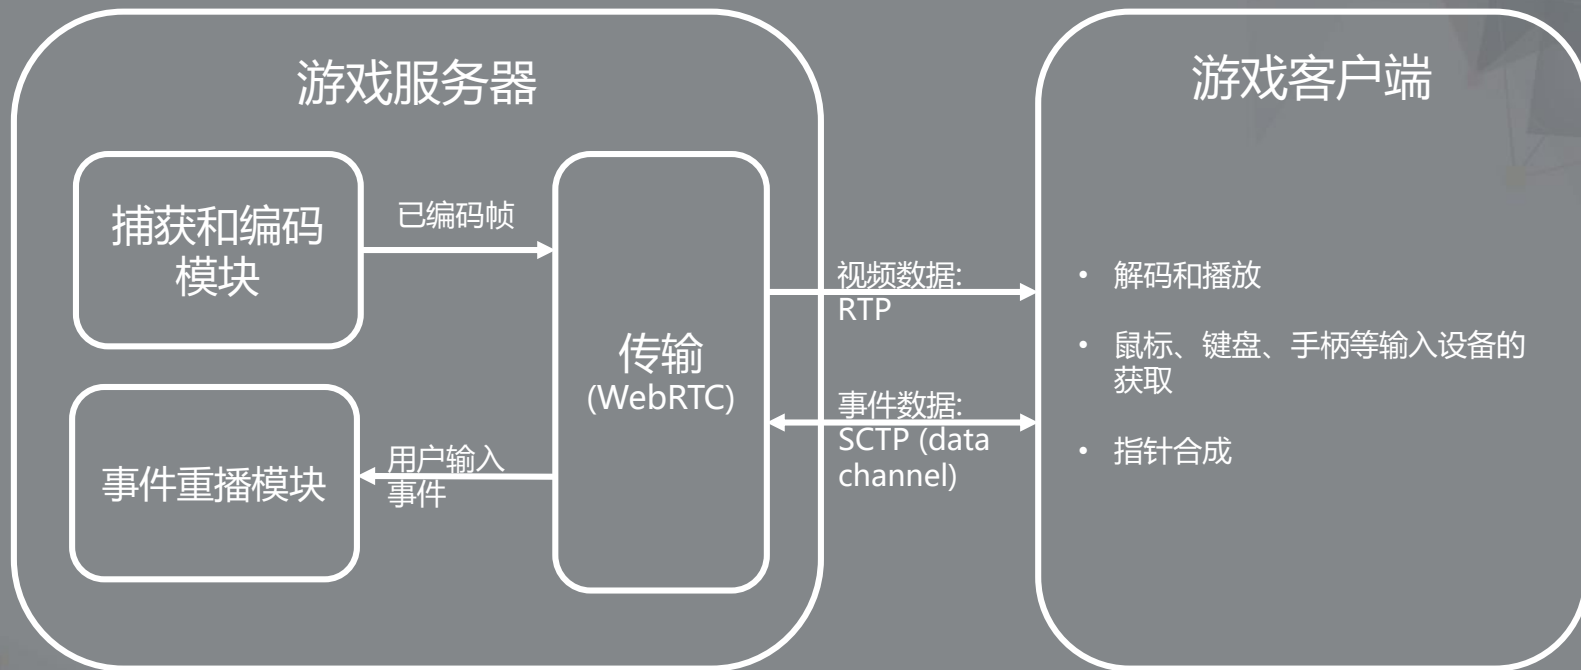 游戏服务器
捕获和编码
模块
已编码帧
传输
(WebRTC)
事件重播模块
用户输入
事件
视频数据:
RTP
事件数据:
SCTP (data
channel)
游戏客户端
• 解码和播放
• 鼠标、键盘、手柄等输入设备的
获取
• 指针合成